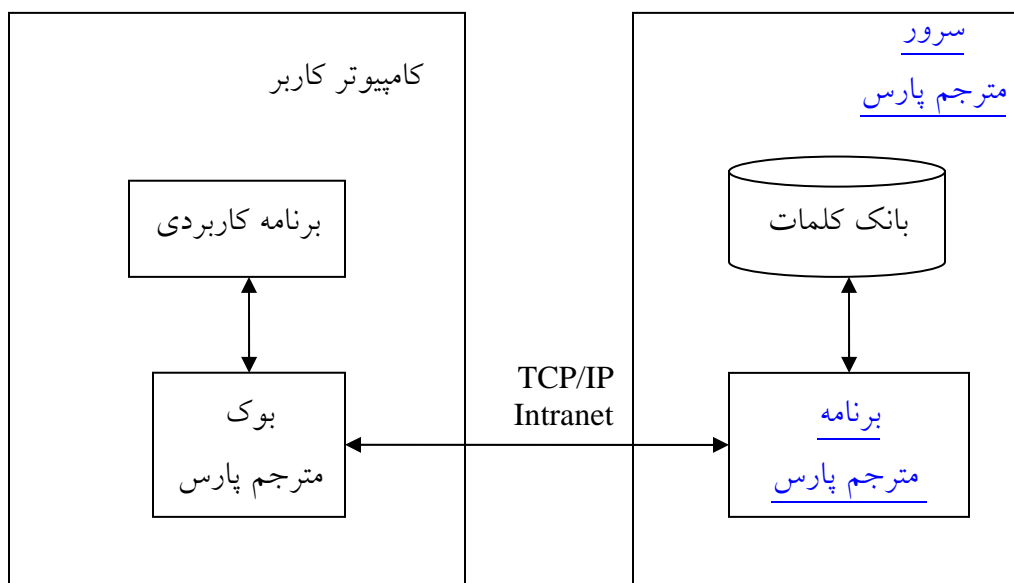 سرور
مترجم پارس
کامپیوتر کاربر
برنامه کاربردی
بانک کلمات
TCP/IP
Intranet
بوک
مترجم پارس
برنامه
مترجم پارس